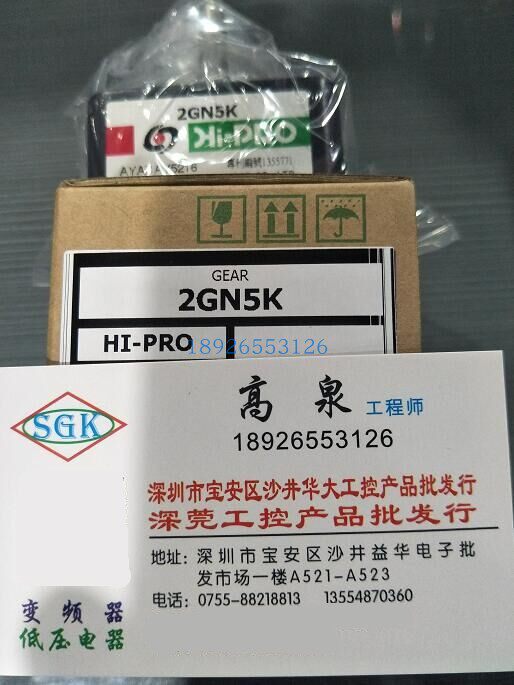 2GN5K
Hi-PRO
AYA
5216
GEAR
2GN5K
HI-PRO
18926553126
SGK
高泉 工程师
18926553126
深圳市宝安区沙井华大工控产品批发行
深莞工控产品批发行
地址: 深圳市宝安区沙井益华电子批
发市场一楼A521-A523
电话: 0755-88218813 13554870360
变频器
低压电器